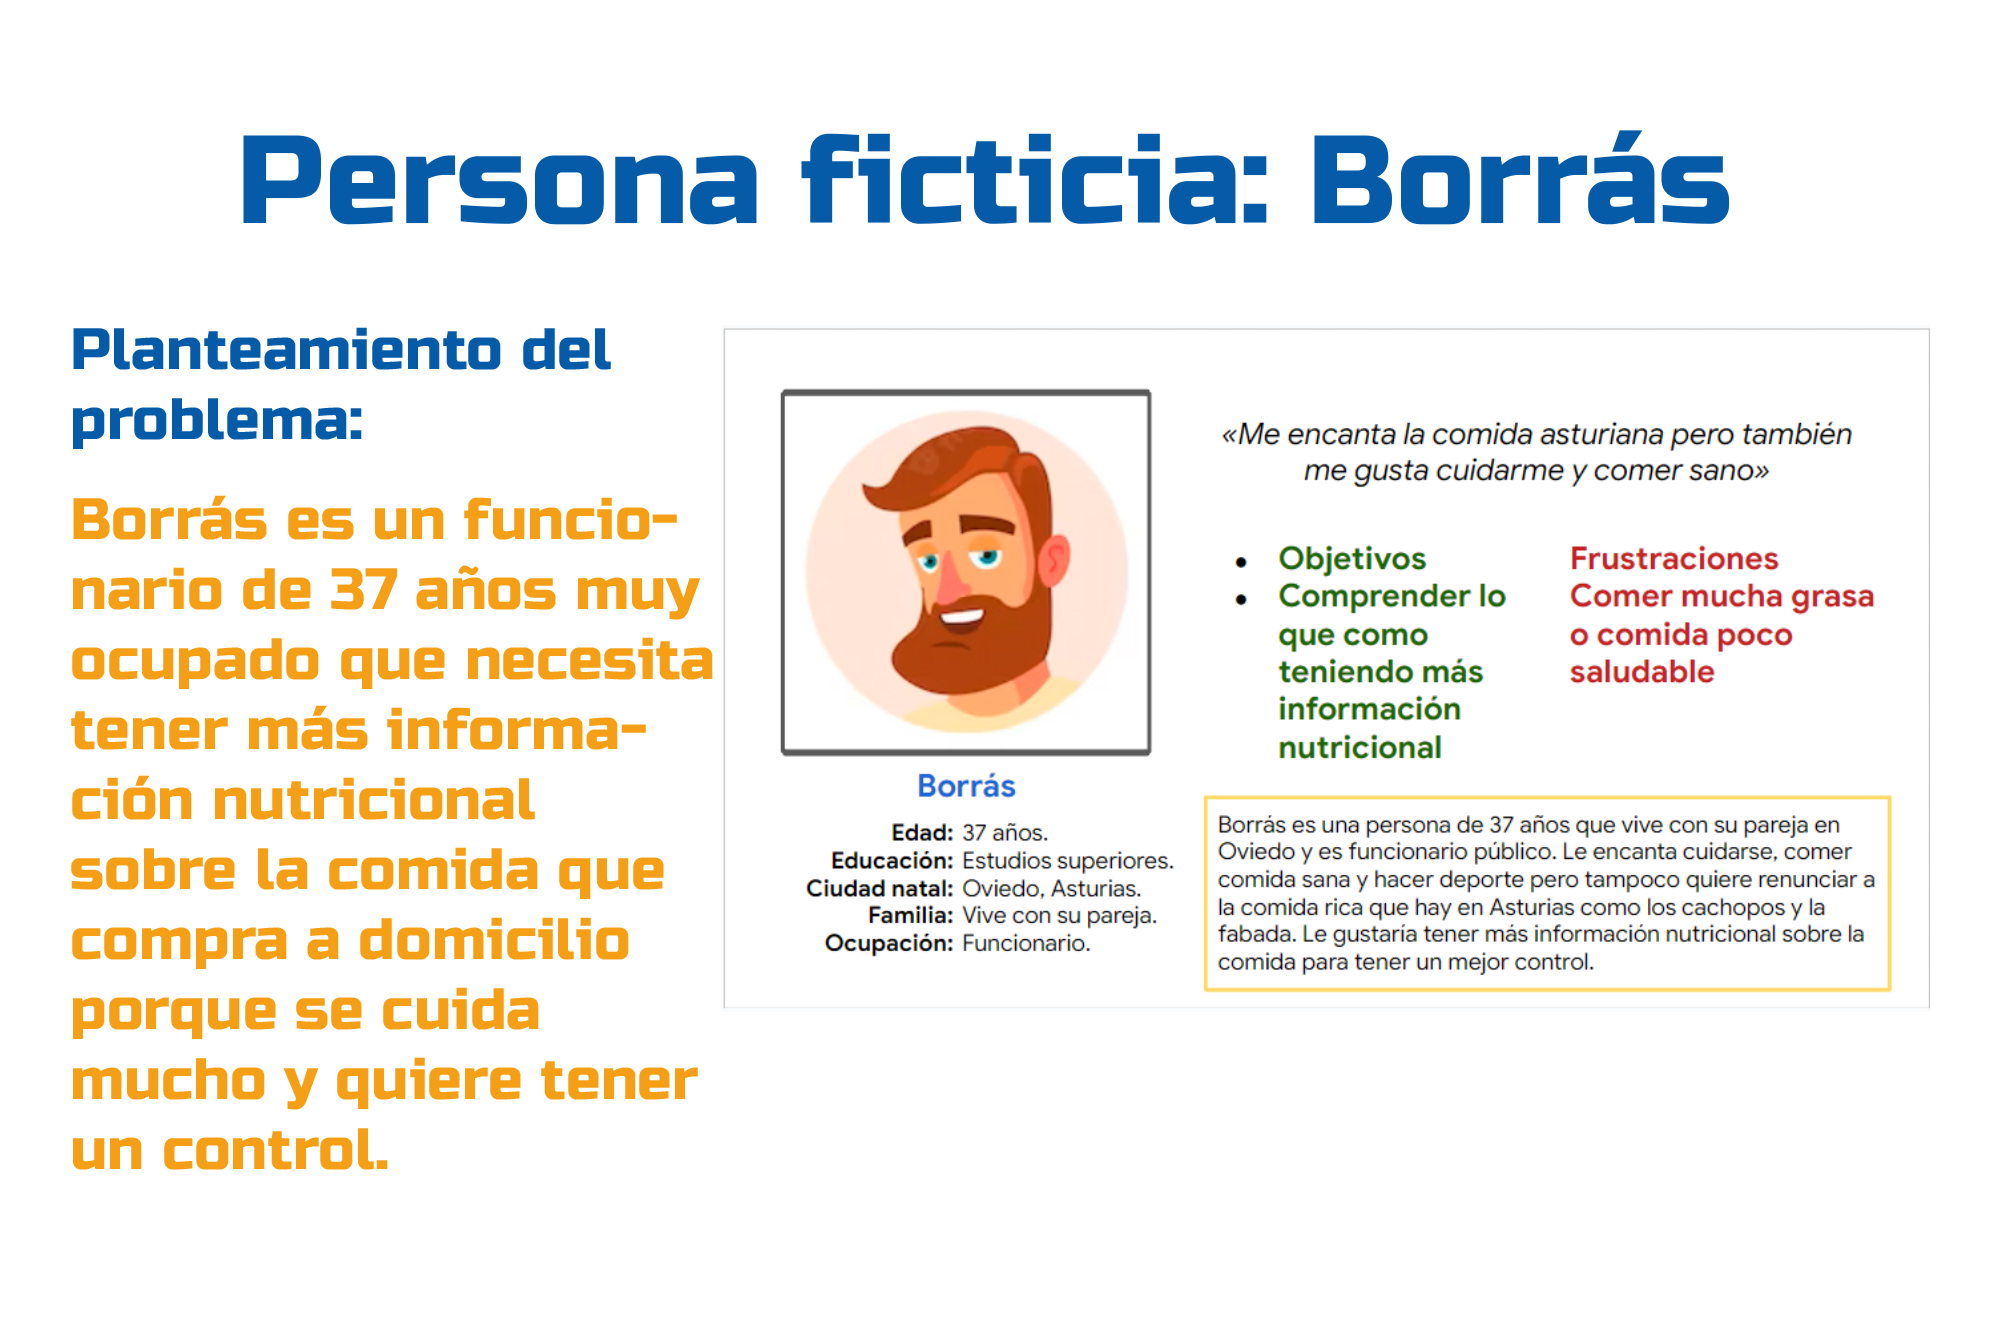 Persona ficticia: Borrás
Planteamiento del
problema:
Borrás es un funcio-
nario de 37 años muy
ocupado que necesita
tener más informa-
ción nutricional
sobre la comida que
compra a domicilio
porque se cuida
mucho y quiere tener
un control.
Borrás
Edad: 37 años.
Educación: Estudios superiores.
Ciudad natal: Oviedo, Asturias.
Familia: Vive con su pareja.
Ocupación: Funcionario.
«Me encanta la comida asturiana pero también
me gusta cuidarme y comer sano»
• Objetivos
• Comprender lo
que como
teniendo más
información
nutricional
Frustraciones
Comer mucha grasa
o comida poco
saludable
Borrás es una persona de 37 años que vive con su pareja en
Oviedo y es funcionario público. Le encanta cuidarse, comer
comida sana y hacer deporte pero tampoco quiere renunciar a
la comida rica que hay en Asturias como los cachopos y la
fabada. Le gustaría tener más información nutricional sobre la
comida para tener un mejor control.